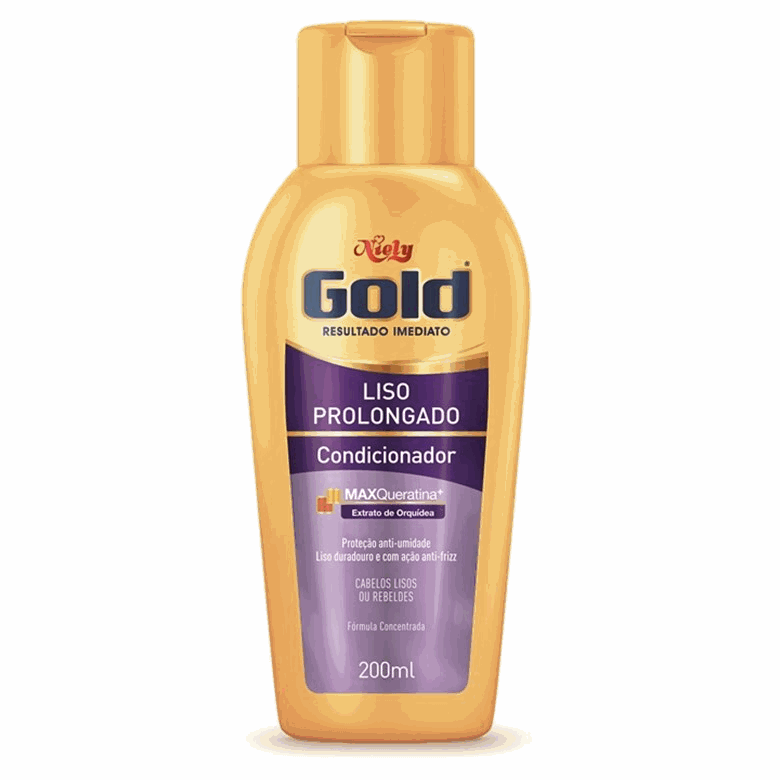 Niely
Gold®
RESULTADO IMEDIATO
LISO
PROLONGADO
Condicionador
MAXQueratina+
Extrato de Orquídea
Proteção anti-umidade
Liso duradouro e com ação anti-frizz
CABELOS LISOS
OU REBELDES
Fórmula Concentrada
200ml